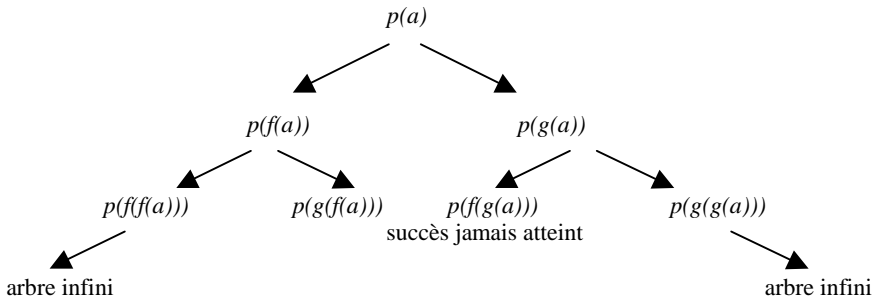 p(a)
p(f(a))
p(g(a))
p(f(f(a)))
p(g(f(a)))
p(f(g(a)))
p(g(g(a)))
succès jamais atteint
arbre infini
arbre infini